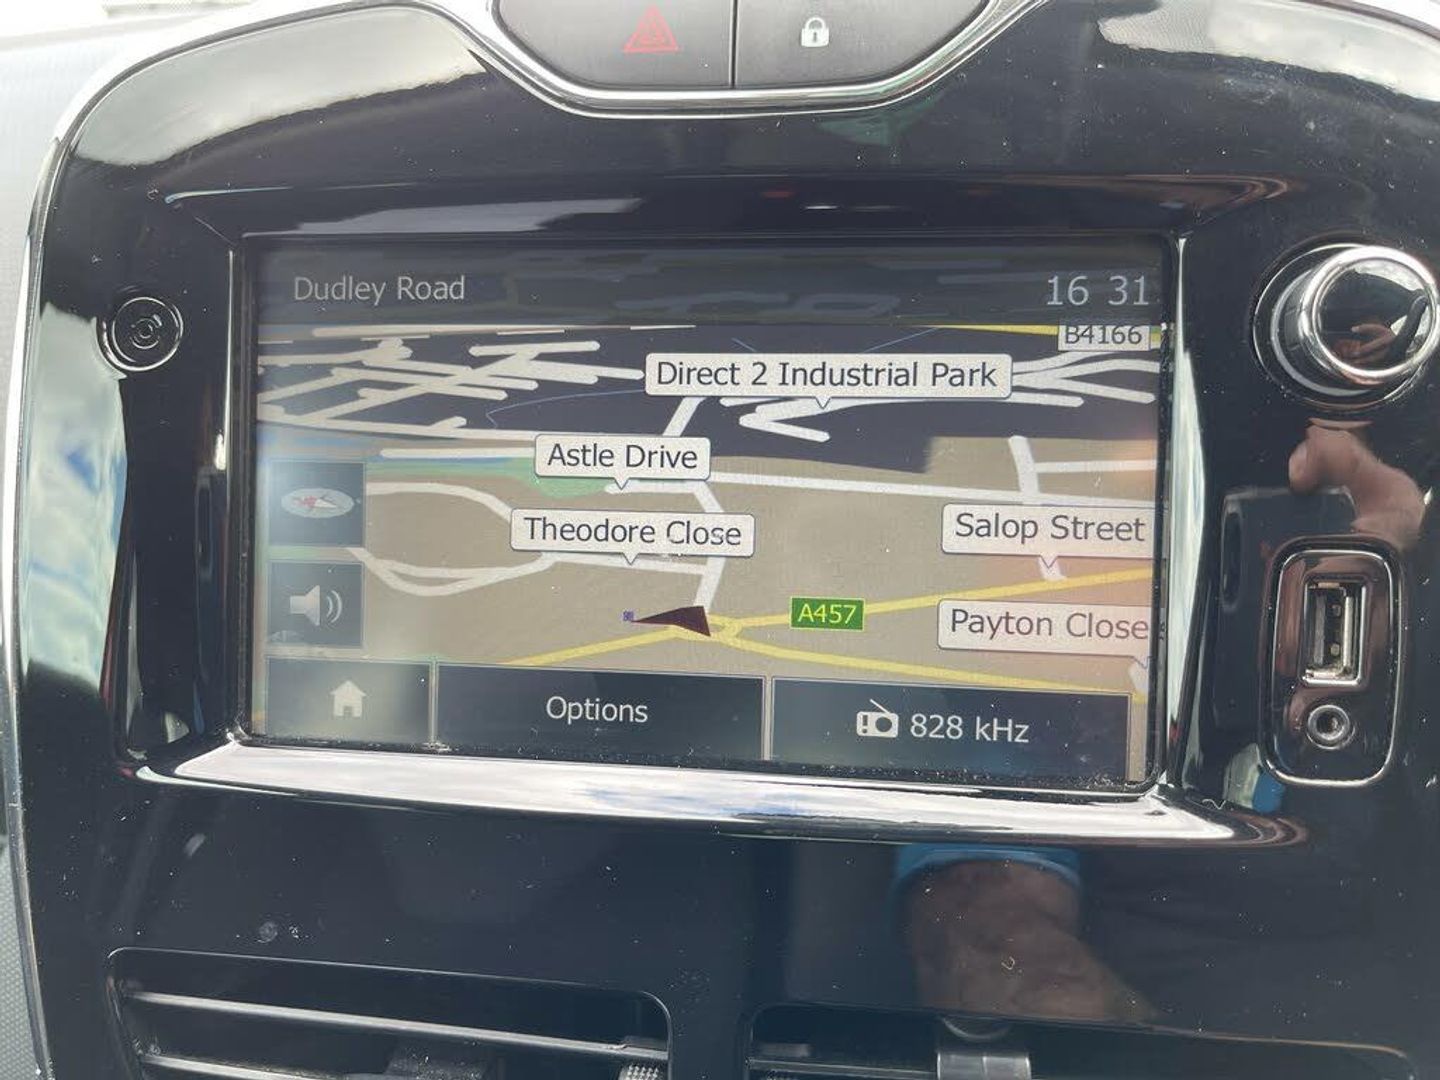 Dudley Road
16 31
B4166
Direct 2 Industrial Park
Astle Drive
Theodore Close
Salop Street
A457
Payton Close
Options
828 kHz